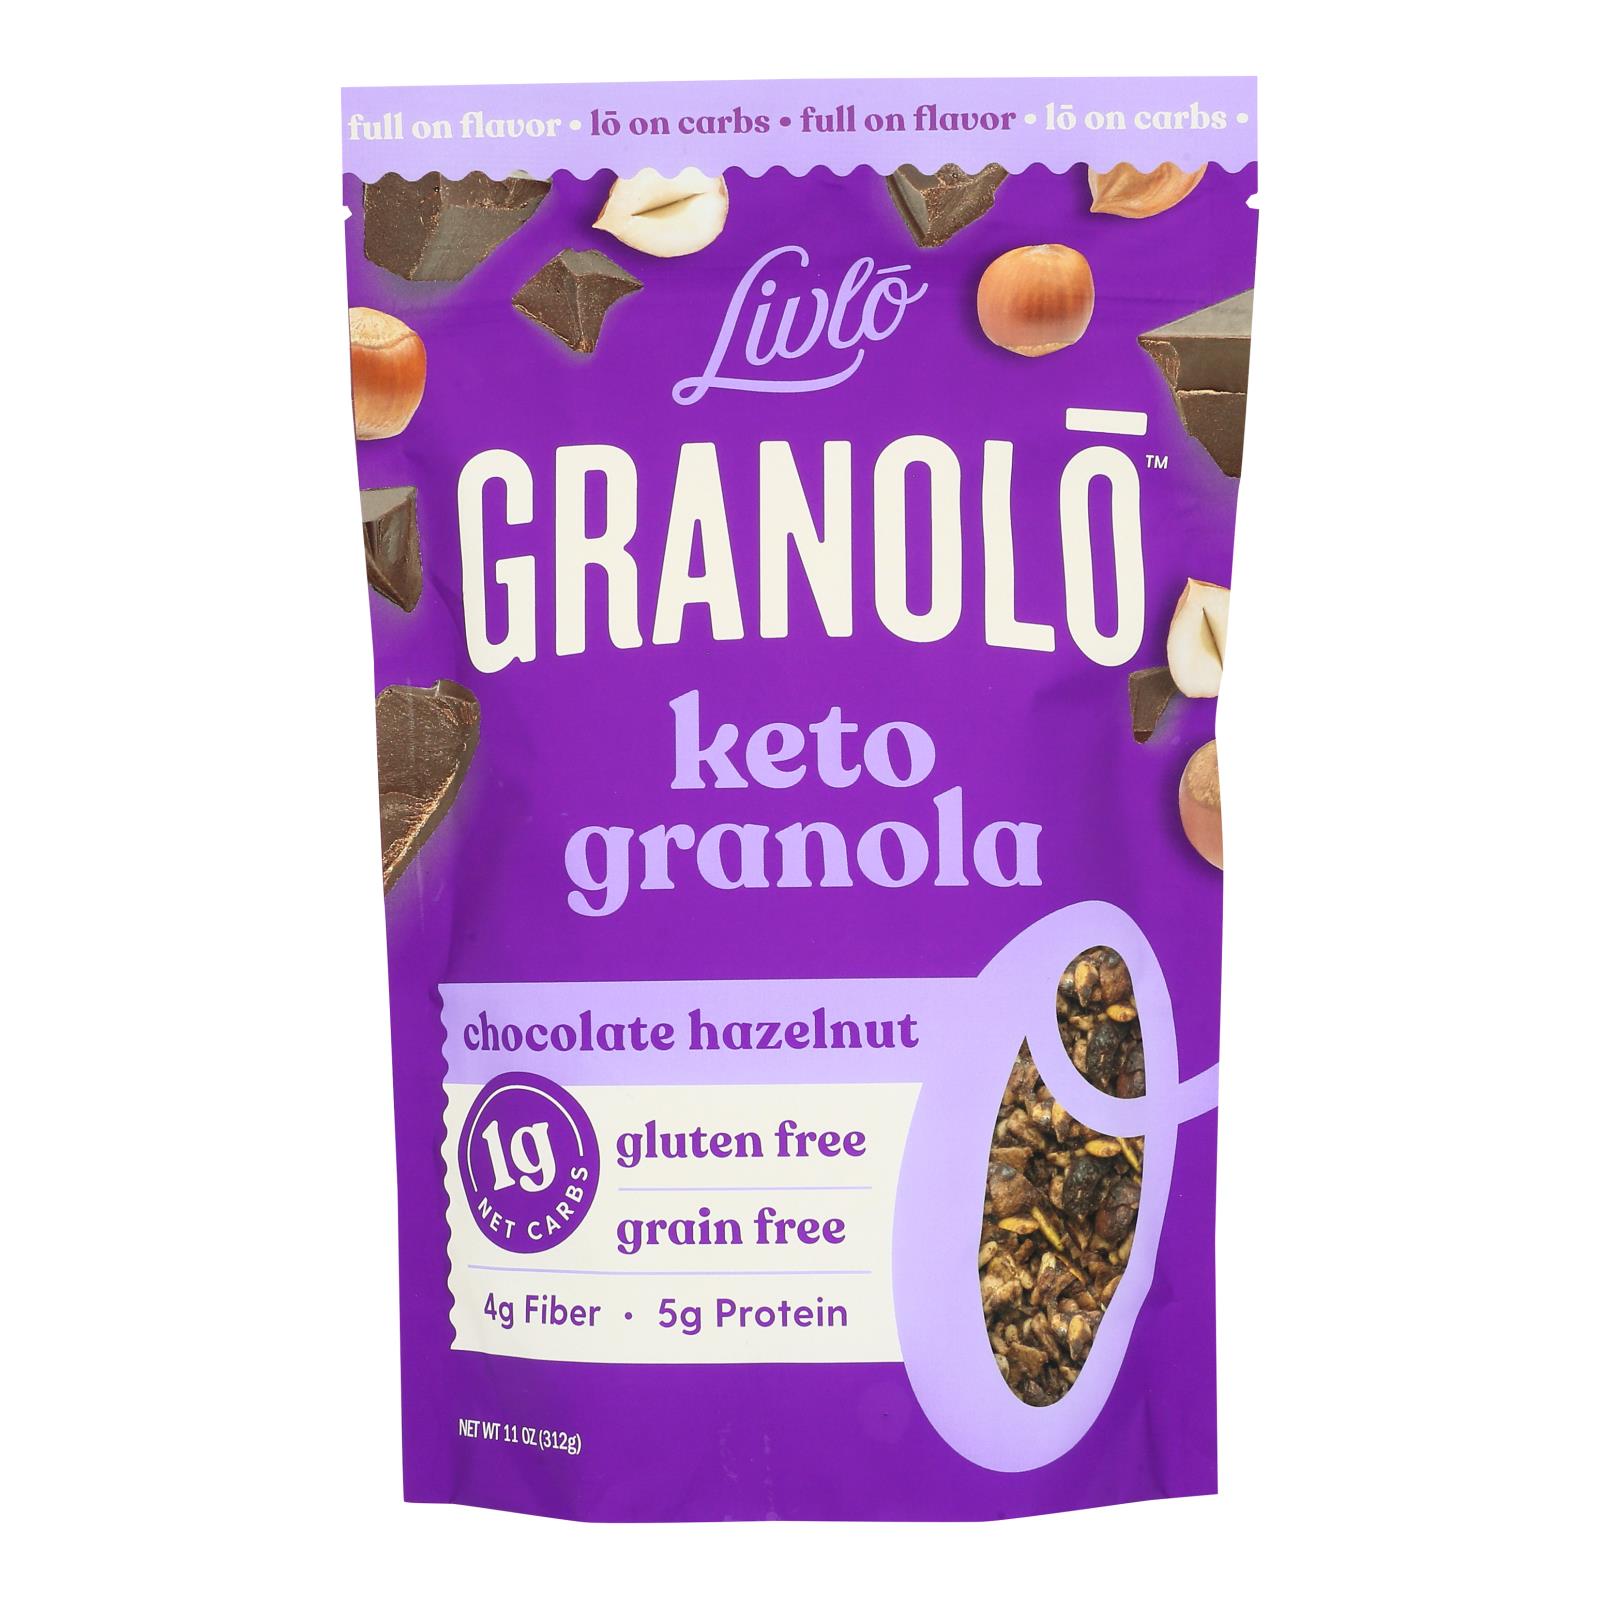 full on flavor • lō on carbs • full on flavor • lō on carbs •
Livlō
GRANOLŌ™
keto
granola
chocolate hazelnut
1g
NET CARBS
gluten free
grain free
4g Fiber • 5g Protein
NET WT 11 OZ (312g)